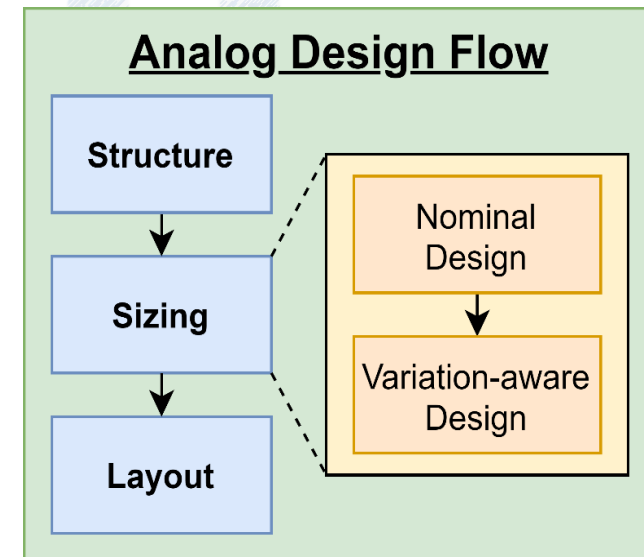 Analog Design Flow
Structure
Sizing
Layout
Nominal
Design
Variation-aware
Design